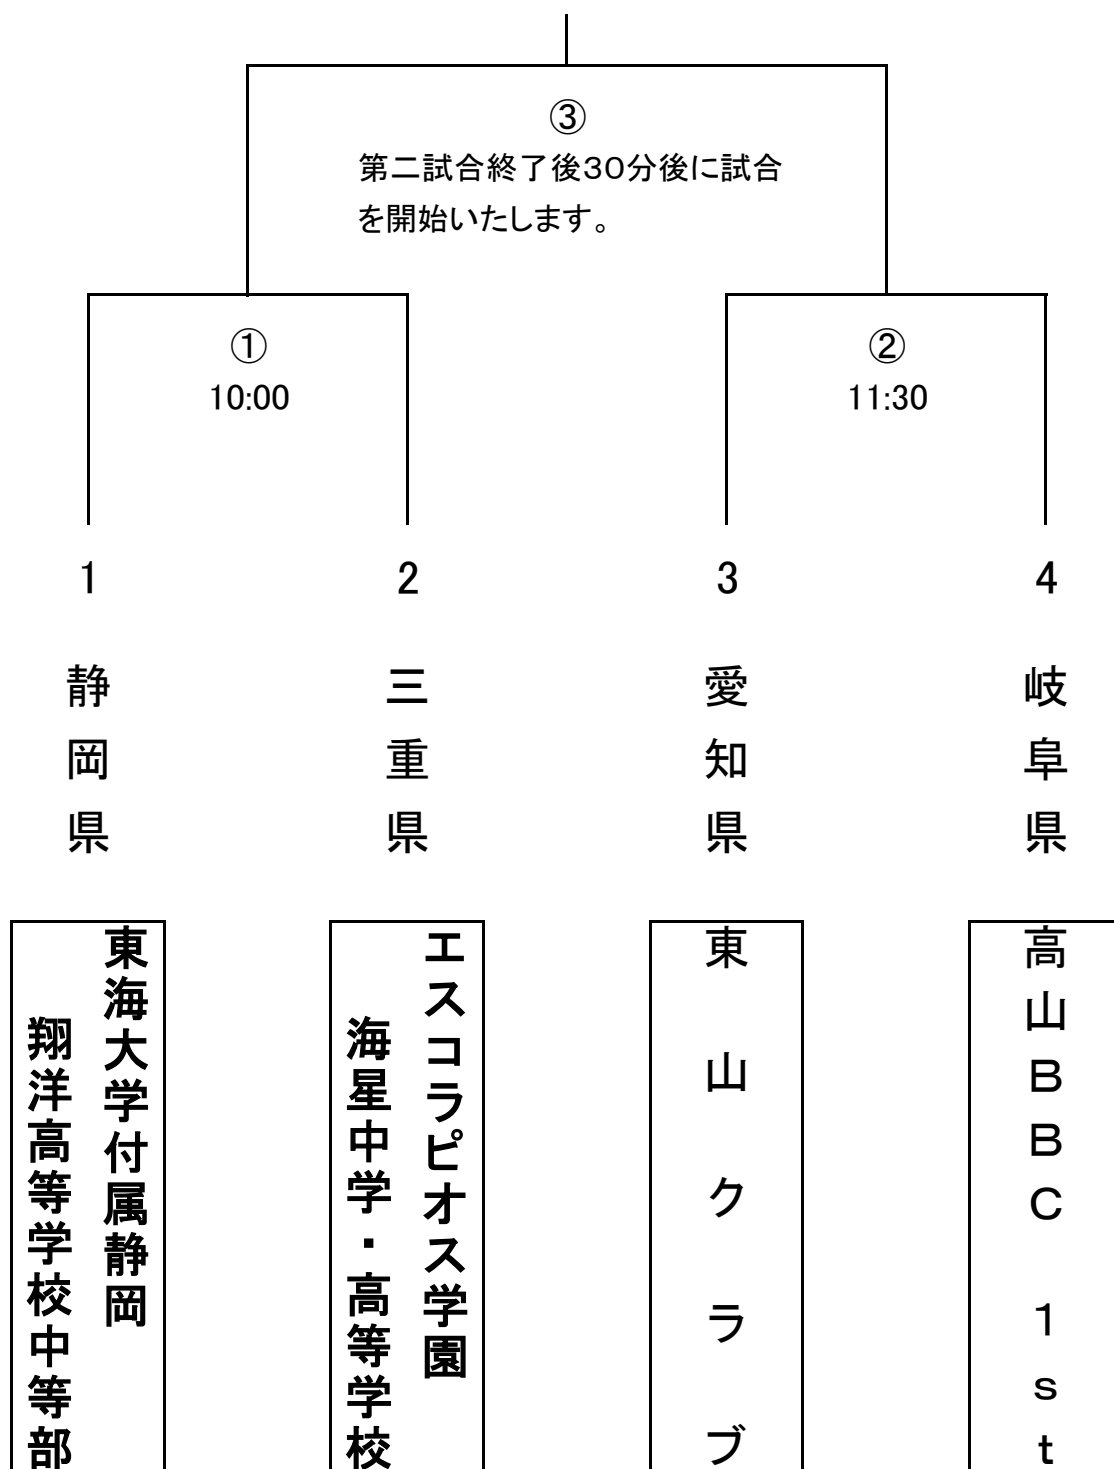 ③
第二試合終了後30分後に試合
を開始いたします。
①
10:00
②
11:30
1
2
3
4
静岡県
三重県
愛知県
岐阜県
東海大学付属静岡
翔洋高等学校中等部
エスコラピオス学園
海星中学・高等学校
東山クラブ
高山BBC 1st